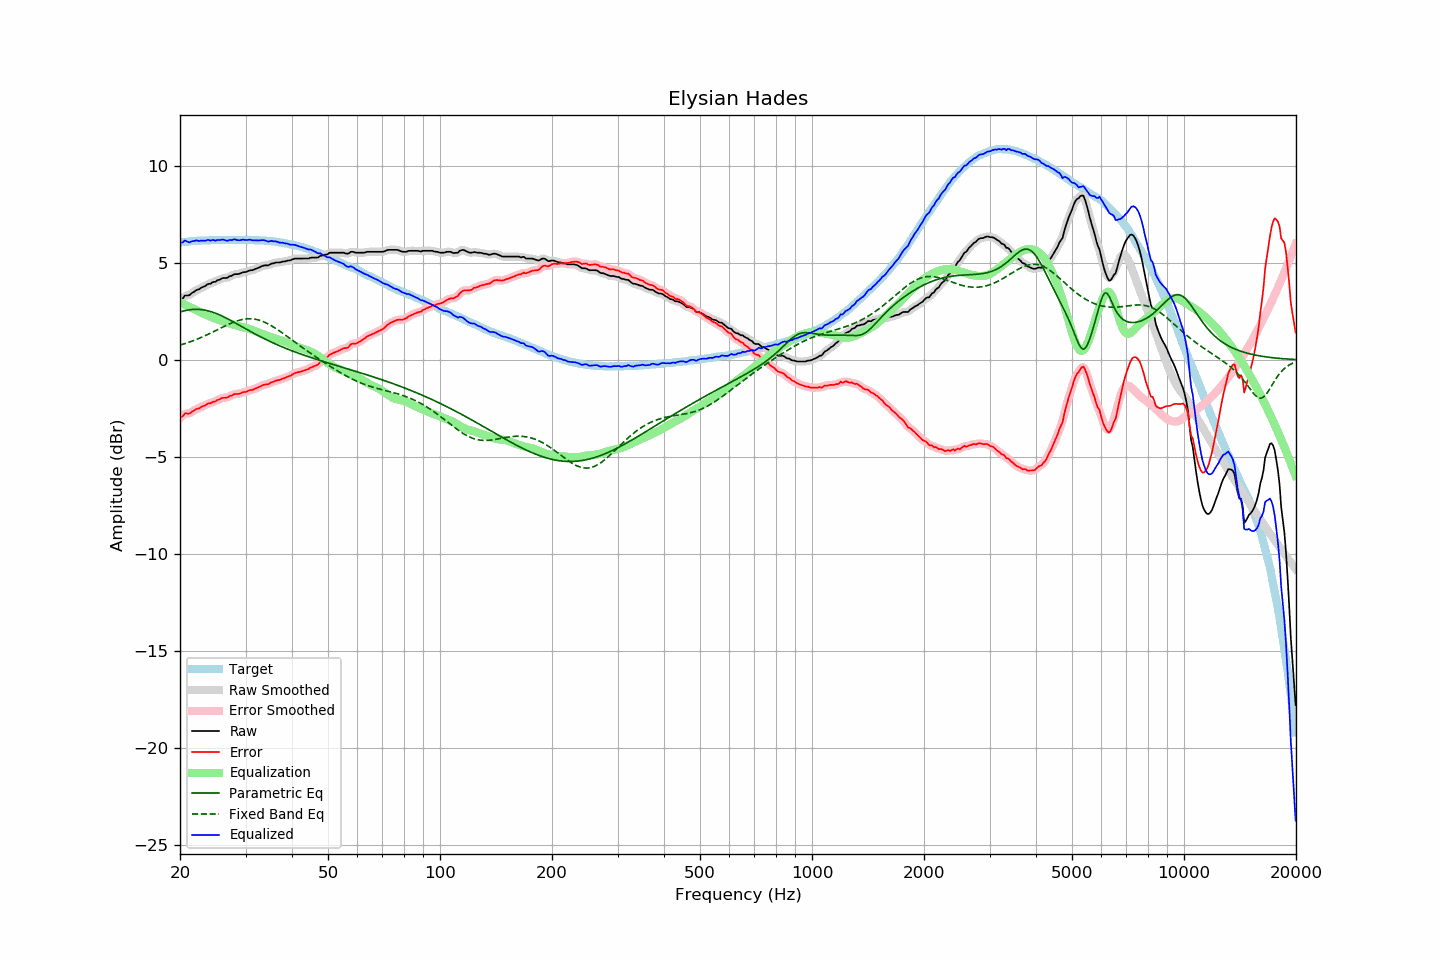 Elysian Hades
10
5
0
−5
−10
−15
−20
−25
Amplitude (dBr)
Target
Raw Smoothed
Error Smoothed
Raw
Error
Equalization
Parametric Eq
Fixed Band Eq
Equalized
20 50 100 200 500 1000 2000 5000 10000 20000
Frequency (Hz)